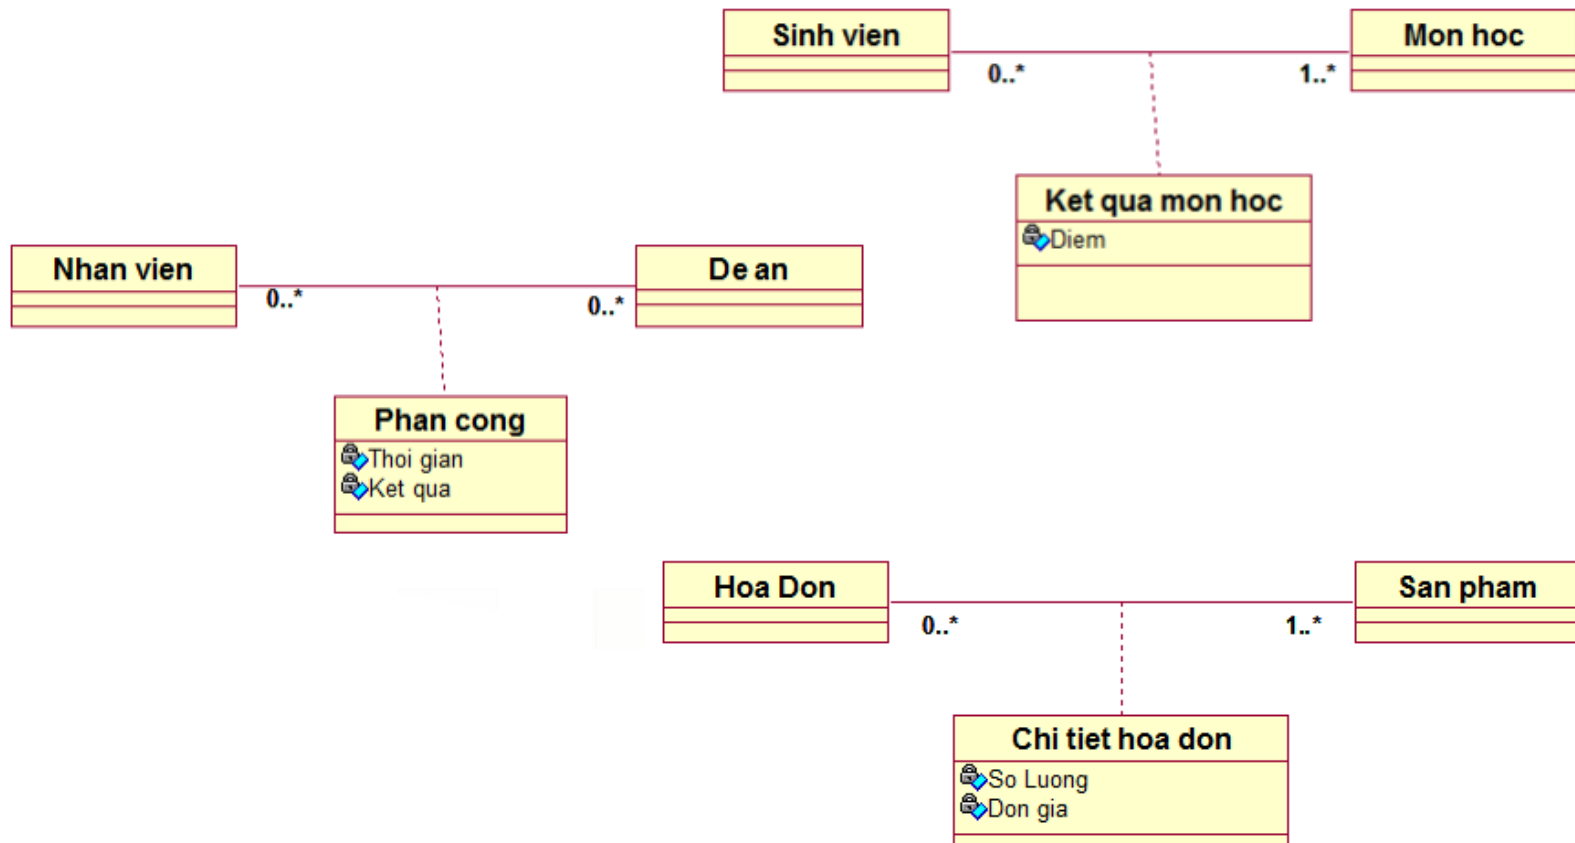 Sinh vien
Mon hoc
0..*
1..*
Ket qua mon hoc
Diem
Nhan vien
De an
0..*
0..*
Phan cong
Thoi gian
Ket qua
Hoa Don
San pham
0..*
1..*
Chi tiet hoa don
So Luong
Don gia